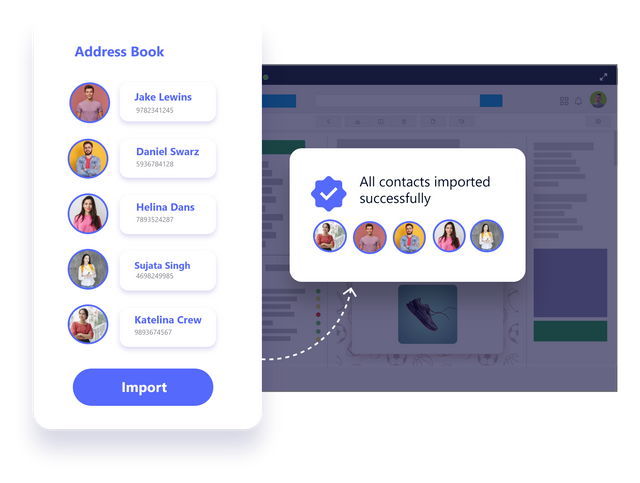 Address Book
Jake Lewins
9782341245
Daniel Swarz
5936784128
Helina Dans
7893524287
Sujata Singh
4698249985
Katelina Crew
9893674567
Import
All contacts imported
successfully